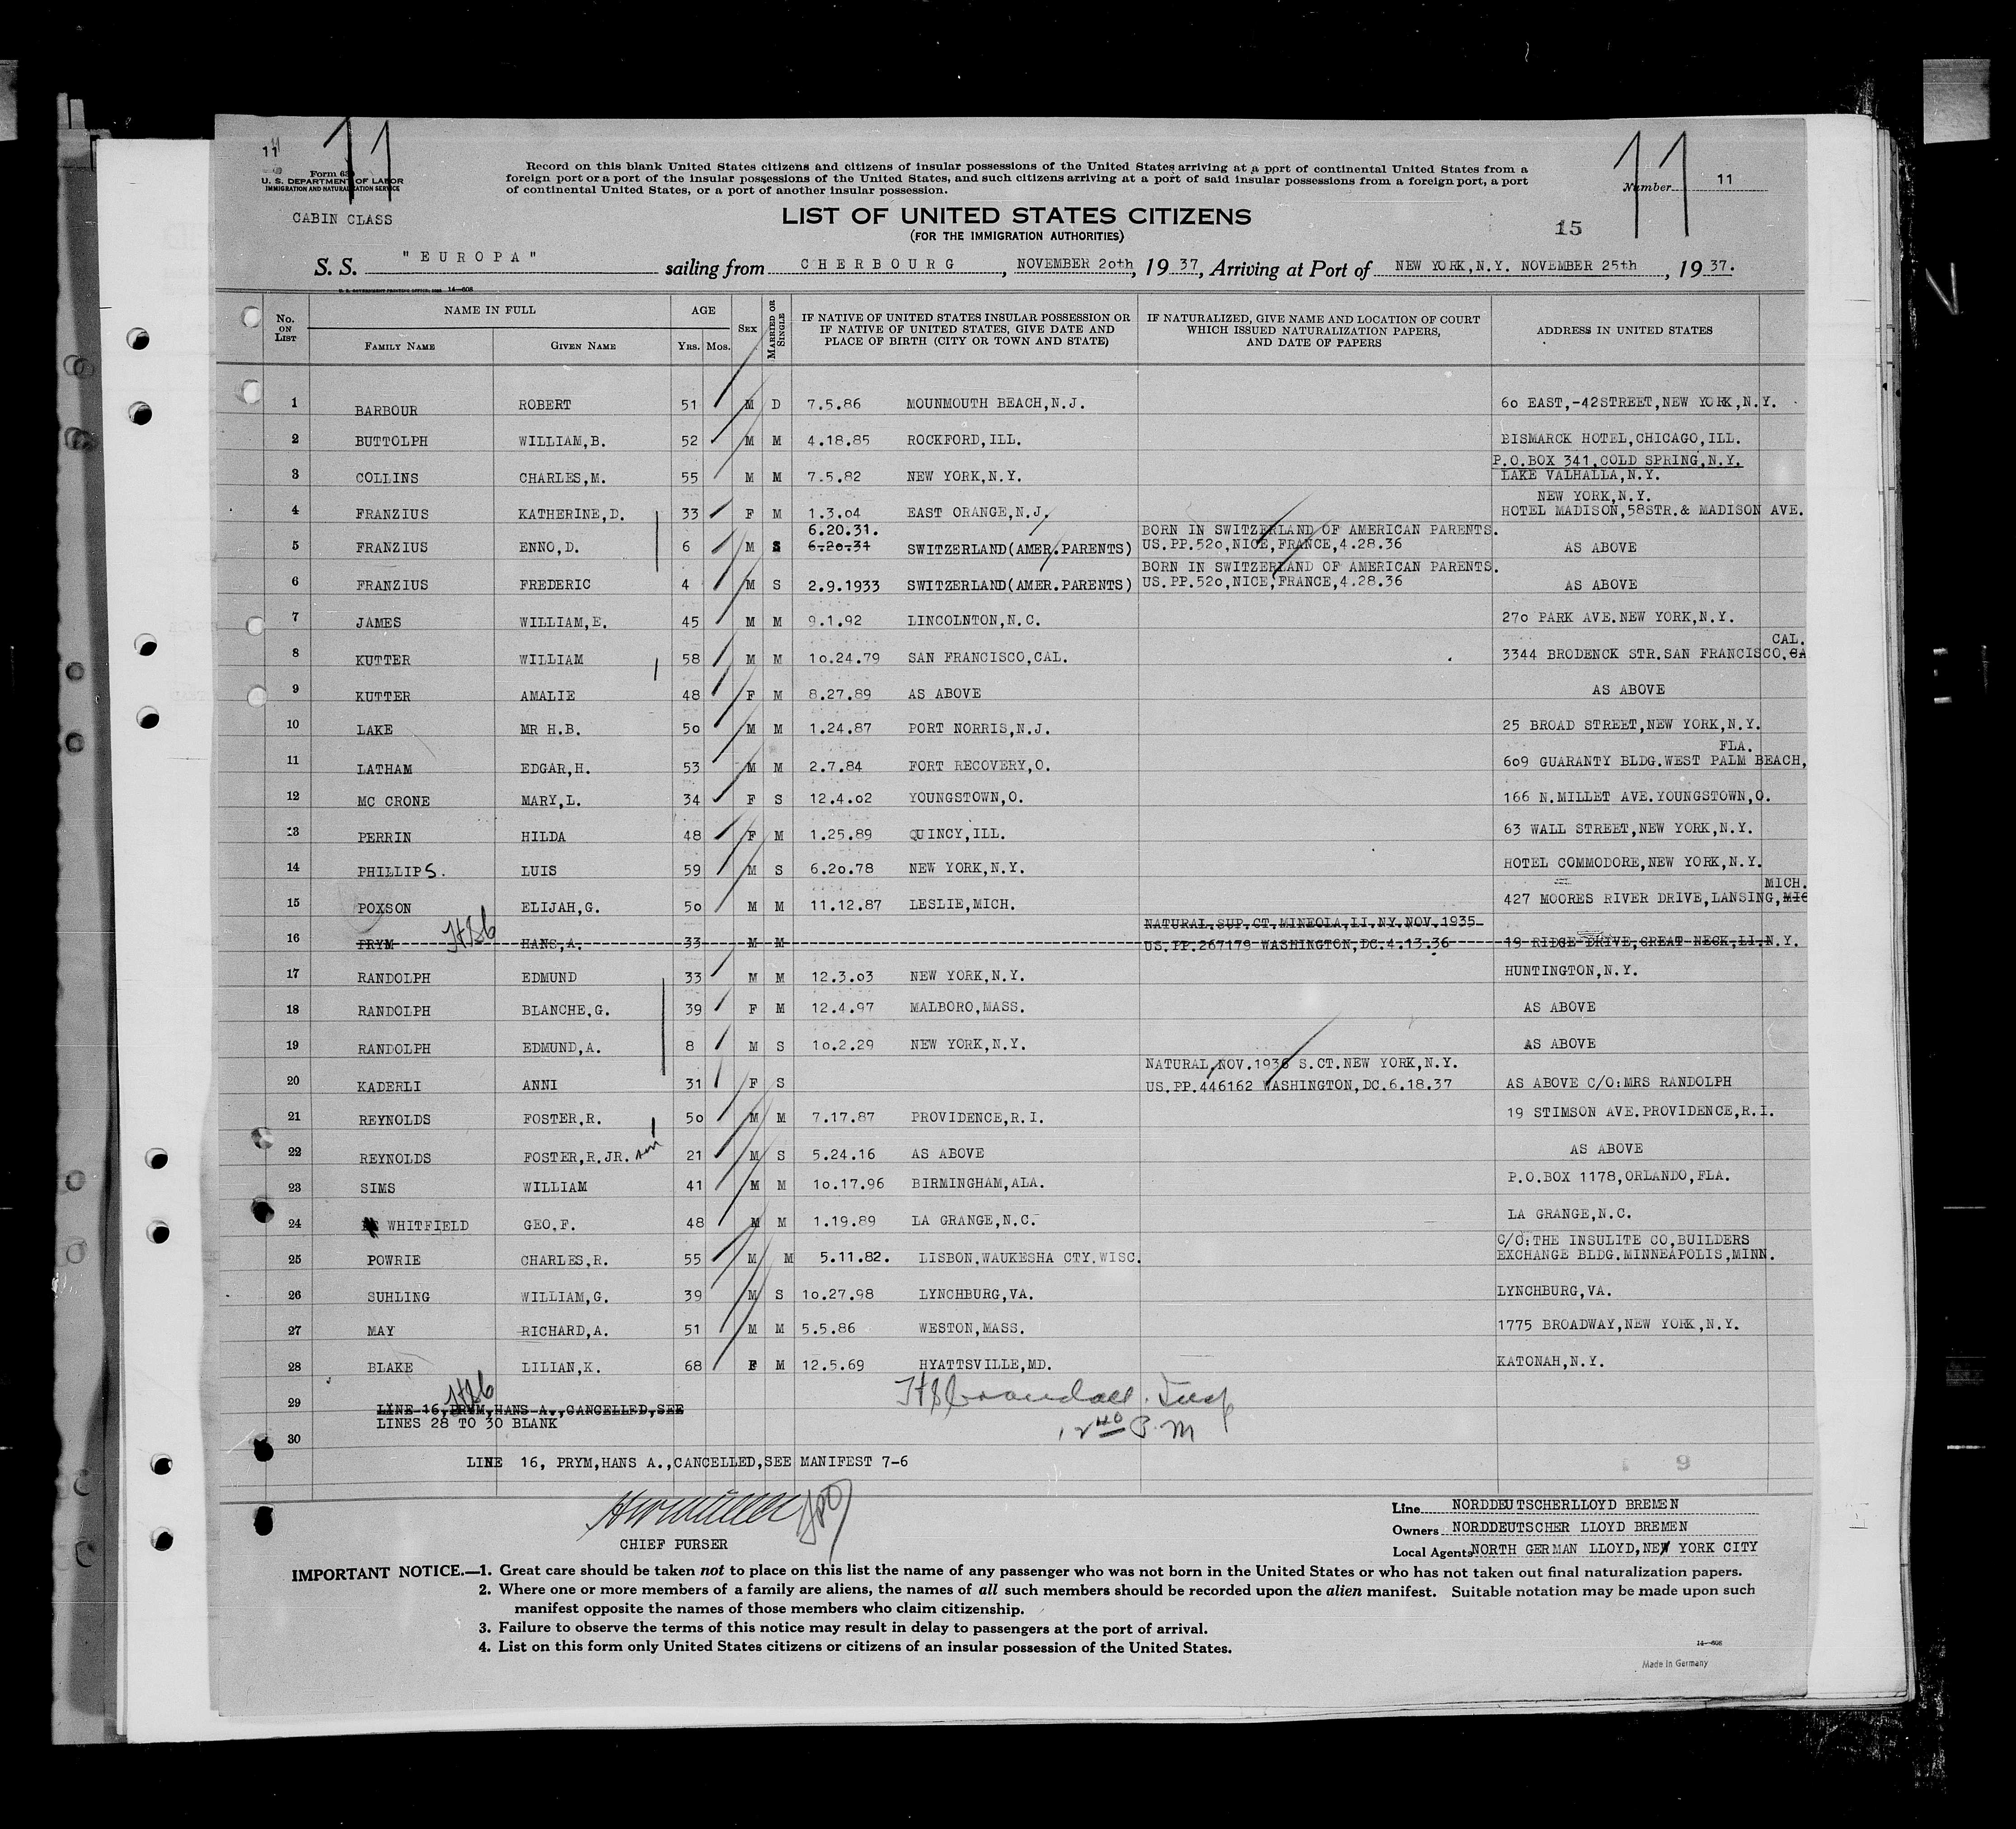 11
11
11
Form 630
U. S. DEPARTMENT OF LABOR
IMMIGRATION AND NATURALIZATION SERVICE
CABIN CLASS
Record on this blank United States citizens and citizens of insular possessions of the United States arriving at a port of continental United States from a
foreign port or a port of the insular possessions of the United States, and such citizens arriving at a port of said insular possessions from a foreign port, a port
of continental United States, or a port of another insular possession.
Number 11
LIST OF UNITED STATES CITIZENS
(FOR THE IMMIGRATION AUTHORITIES)
15
S. S. "EUROPA" sailing from CHERBOURG, NOVEMBER 20th, 1937, Arriving at Port of NEW YORK,N.Y. NOVEMBER 25th, 1937.
14—608
No. ON LIST NAME IN FULL FAMILY NAME GIVEN NAME AGE YRS. MOS. SEX MARRIED OR SINGLE IF NATIVE OF UNITED STATES INSULAR POSSESSION OR IF NATIVE OF UNITED STATES, GIVE DATE AND PLACE OF BIRTH (CITY OR TOWN AND STATE) IF NATURALIZED, GIVE NAME AND LOCATION OF COURT WHICH ISSUED NATURALIZATION PAPERS, AND DATE OF PAPERS ADDRESS IN UNITED STATES
1 BARBOUR ROBERT 51 M D 7.5.86 MOUNMOUTH BEACH,N.J. 60 EAST,-42STREET,NEW YORK,N.Y.
2 BUTTOLPH WILLIAM,B. 52 M M 4.18.85 ROCKFORD,ILL. BISMARCK HOTEL,CHICAGO,ILL.
P.O.BOX 341,COLD SPRING,N.Y.
3 COLLINS CHARLES,M. 55 M M 7.5.82 NEW YORK,N.Y. LAKE VALHALLA,N.Y.
NEW YORK,N.Y.
4 FRANZIUS KATHERINE,D. 33 F M 1.3.04 EAST ORANGE,N.J. HOTEL MADISON,58STR.& MADISON AVE.
6.20.31. BORN IN SWITZERLAND OF AMERICAN PARENTS.
5 FRANZIUS ENNO,D. 6 M S 6-20-31 SWITZERLAND(AMER.PARENTS) US.PP.520,NICE,FRANCE,4.28.36 AS ABOVE
BORN IN SWITZERLAND OF AMERICAN PARENTS.
6 FRANZIUS FREDERIC 4 M S 2.9.1933 SWITZERLAND(AMER.PARENTS) US.PP.520,NICE,FRANCE,4.28.36 AS ABOVE
7 JAMES WILLIAM,E. 45 M M 9.1.92 LINCOLNTON,N.C. 270 PARK AVE.NEW YORK,N.Y.
CAL.
8 KUTTER WILLIAM 58 M M 10.24.79 SAN FRANCISCO,CAL. 3344 BRODENCK STR.SAN FRANCISCO,CA
9 KUTTER AMALIE 48 F M 8.27.89 AS ABOVE AS ABOVE
10 LAKE MR H.B. 50 M M 1.24.87 PORT NORRIS,N.J. 25 BROAD STREET,NEW YORK,N.Y.
FLA.
11 LATHAM EDGAR,H. 53 M M 2.7.84 FORT RECOVERY,O. 609 GUARANTY BLDG.WEST PALM BEACH,
12 MC CRONE MARY,L. 34 F S 12.4.02 YOUNGSTOWN,O. 166 N.MILLET AVE.YOUNGSTOWN,O.
13 PERRIN HILDA 48 F M 1.25.89 QUINCY,ILL. 63 WALL STREET,NEW YORK,N.Y.
14 PHILLIPS. LUIS 59 M S 6.20.78 NEW YORK,N.Y. HOTEL COMMODORE,NEW YORK,N.Y.
MICH.
15 POXSON ELIJAH,G. 50 M M 11.12.87 LESLIE,MICH. 427 MOORES RIVER DRIVE,LANSING,MIC
NATURAL.SUP.CT.MINEOLA,LI.NY.NOV.1935
16 PRYM HANS,A. 33 M M US.PP.267179 WASHINGTON,DC.4.13.36 19 RIDGE DRIVE,GREAT NECK,LI.N.Y.
17 RANDOLPH EDMUND 33 M M 12.3.03 NEW YORK,N.Y. HUNTINGTON,N.Y.
18 RANDOLPH BLANCHE,G. 39 F M 12.4.97 MALBORO,MASS. AS ABOVE
19 RANDOLPH EDMUND,A. 8 M S 10.2.29 NEW YORK,N.Y. AS ABOVE
NATURAL,NOV.1936 S.CT.NEW YORK,N.Y.
20 KADERLI ANNI 31 F S US.PP.446162 WASHINGTON,DC.6.18.37 AS ABOVE C/O:MRS RANDOLPH
21 REYNOLDS FOSTER,R. 50 M M 7.17.87 PROVIDENCE,R.I. 19 STIMSON AVE.PROVIDENCE,R.I.
22 REYNOLDS FOSTER,R.JR. son 21 M S 5.24.16 AS ABOVE AS ABOVE
23 SIMS WILLIAM 41 M M 10.17.96 BIRMINGHAM,ALA. P.O.BOX 1178,ORLANDO,FLA.
24 WHITFIELD GEO.F. 48 M M 1.19.89 LA GRANGE,N.C. LA GRANGE,N.C.
C/O:THE INSULITE CO,BUILDERS
25 POWRIE CHARLES,R. 55 M M 5.11.82. LISBON.WAUKESHA CTY.WISC. EXCHANGE BLDG.MINNEAPOLIS,MINN.
26 SUHLING WILLIAM,G. 39 M S 10.27.98 LYNCHBURG,VA. LYNCHBURG,VA.
27 MAY RICHARD,A. 51 M M 5.5.86 WESTON,MASS. 1775 BROADWAY,NEW YORK,N.Y.
28 BLAKE LILIAN,K. 68 F M 12.5.69 HYATTSVILLE,MD. KATONAH,N.Y.
29 LINE 16,PRYM,HANS A.,CANCELLED,SEE
LINES 28 TO 30 BLANK
30
P.M
LINE 16, PRYM,HANS A.,CANCELLED,SEE MANIFEST 7-6
9
CHIEF PURSER
Line NORDDEUTSCHERLLOYD BREMEN
Owners NORDDEUTSCHER LLOYD BREMEN
Local Agents NORTH GERMAN LLOYD,NEW YORK CITY
IMPORTANT NOTICE.—1. Great care should be taken not to place on this list the name of any passenger who was not born in the United States or who has not taken out final naturalization papers.
2. Where one or more members of a family are aliens, the names of all such members should be recorded upon the alien manifest. Suitable notation may be made upon such
manifest opposite the names of those members who claim citizenship.
3. Failure to observe the terms of this notice may result in delay to passengers at the port of arrival.
4. List on this form only United States citizens or citizens of an insular possession of the United States.
14—608
Made in Germany